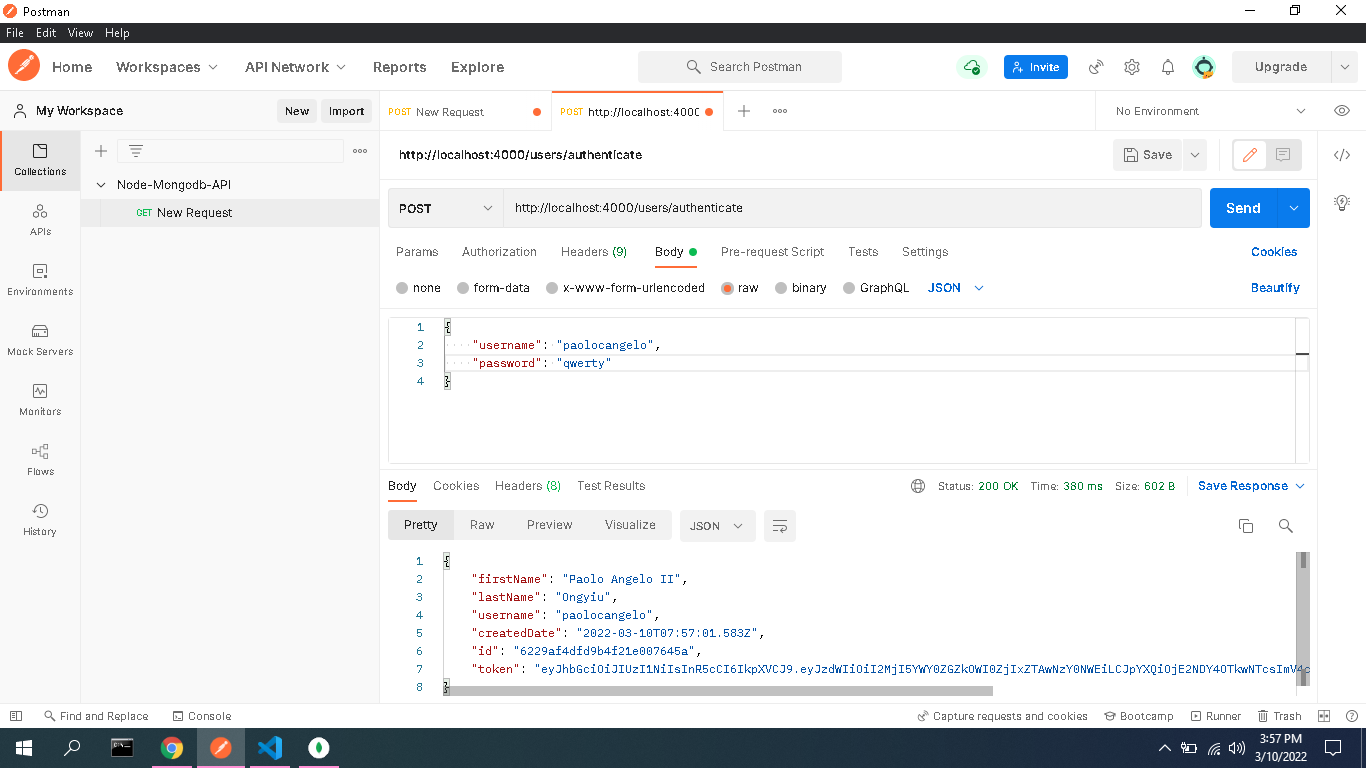 Postman
File Edit View Help
Home Workspaces API Network Reports Explore Search Postman Invite Upgrade
My Workspace New Import POST New Request POST http://localhost:4000 No Environment
http://localhost:4000/users/authenticate Save
Collections
Node-Mongodb-API
GET New Request
POST http://localhost:4000/users/authenticate Send
APIs
Params Authorization Headers (9) Body Pre-request Script Tests Settings Cookies
Environments
none form-data x-www-form-urlencoded raw binary GraphQL JSON Beautify
Mock Servers
1 {
2 "username": "paolocangelo",
3 "password": "qwerty"
4 }
Monitors
Flows
History
Body Cookies Headers (8) Test Results Status: 200 OK Time: 380 ms Size: 602 B Save Response
Pretty Raw Preview Visualize JSON
1 {
2 "firstName": "Paolo Angelo II",
3 "lastName": "Ongyiu",
4 "username": "paolocangelo",
5 "createdDate": "2022-03-10T07:57:01.583Z",
6 "id": "6229af4dfd9b4f21e007645a",
7 "token": "eyJhbGciOiJIUzI1NiIsInR5cCI6IkpXVCJ9.eyJzdWIiOiI2MjI5YWY0ZGZkOWI0ZjIxZTAwNzY0NWEiLCJpYXQiOjE2NDY4OTkwNTcsImV4c
8 }
Find and Replace Console Capture requests and cookies Bootcamp Runner Trash
3:57 PM
3/10/2022